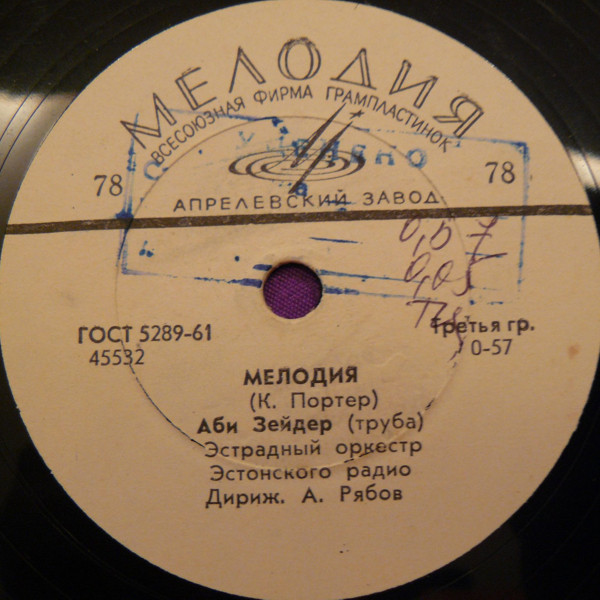 МЕЛОДИЯ
ВСЕСОЮЗНАЯ ФИРМА ГРАМПЛАСТИНОК
78
78
АПРЕЛЕВСКИЙ ЗАВОД
ГОСТ 5289-61
45532
Третья гр.
0-57
МЕЛОДИЯ
(К. Портер)
Аби Зейдер (труба)
Эстрадный оркестр
Эстонского радио
Дириж. А. Рябов